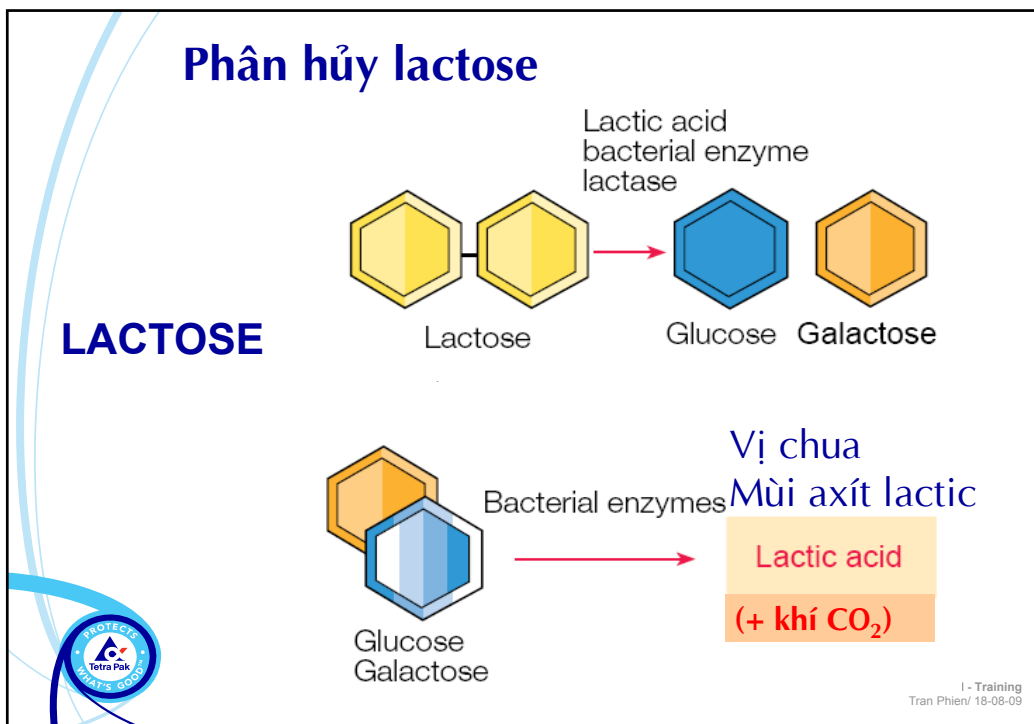 Phân hủy lactose
Lactic acid
bacterial enzyme
lactase
LACTOSE
Lactose
Glucose
Galactose
Bacterial enzymes
Vị chua
Mùi axít lactic
Lactic acid
(+ khí CO₂)
Glucose
Galactose
PROTECTS
Tetra Pak
WHAT'S GOOD™
I - Training
Tran Phien/ 18-08-09